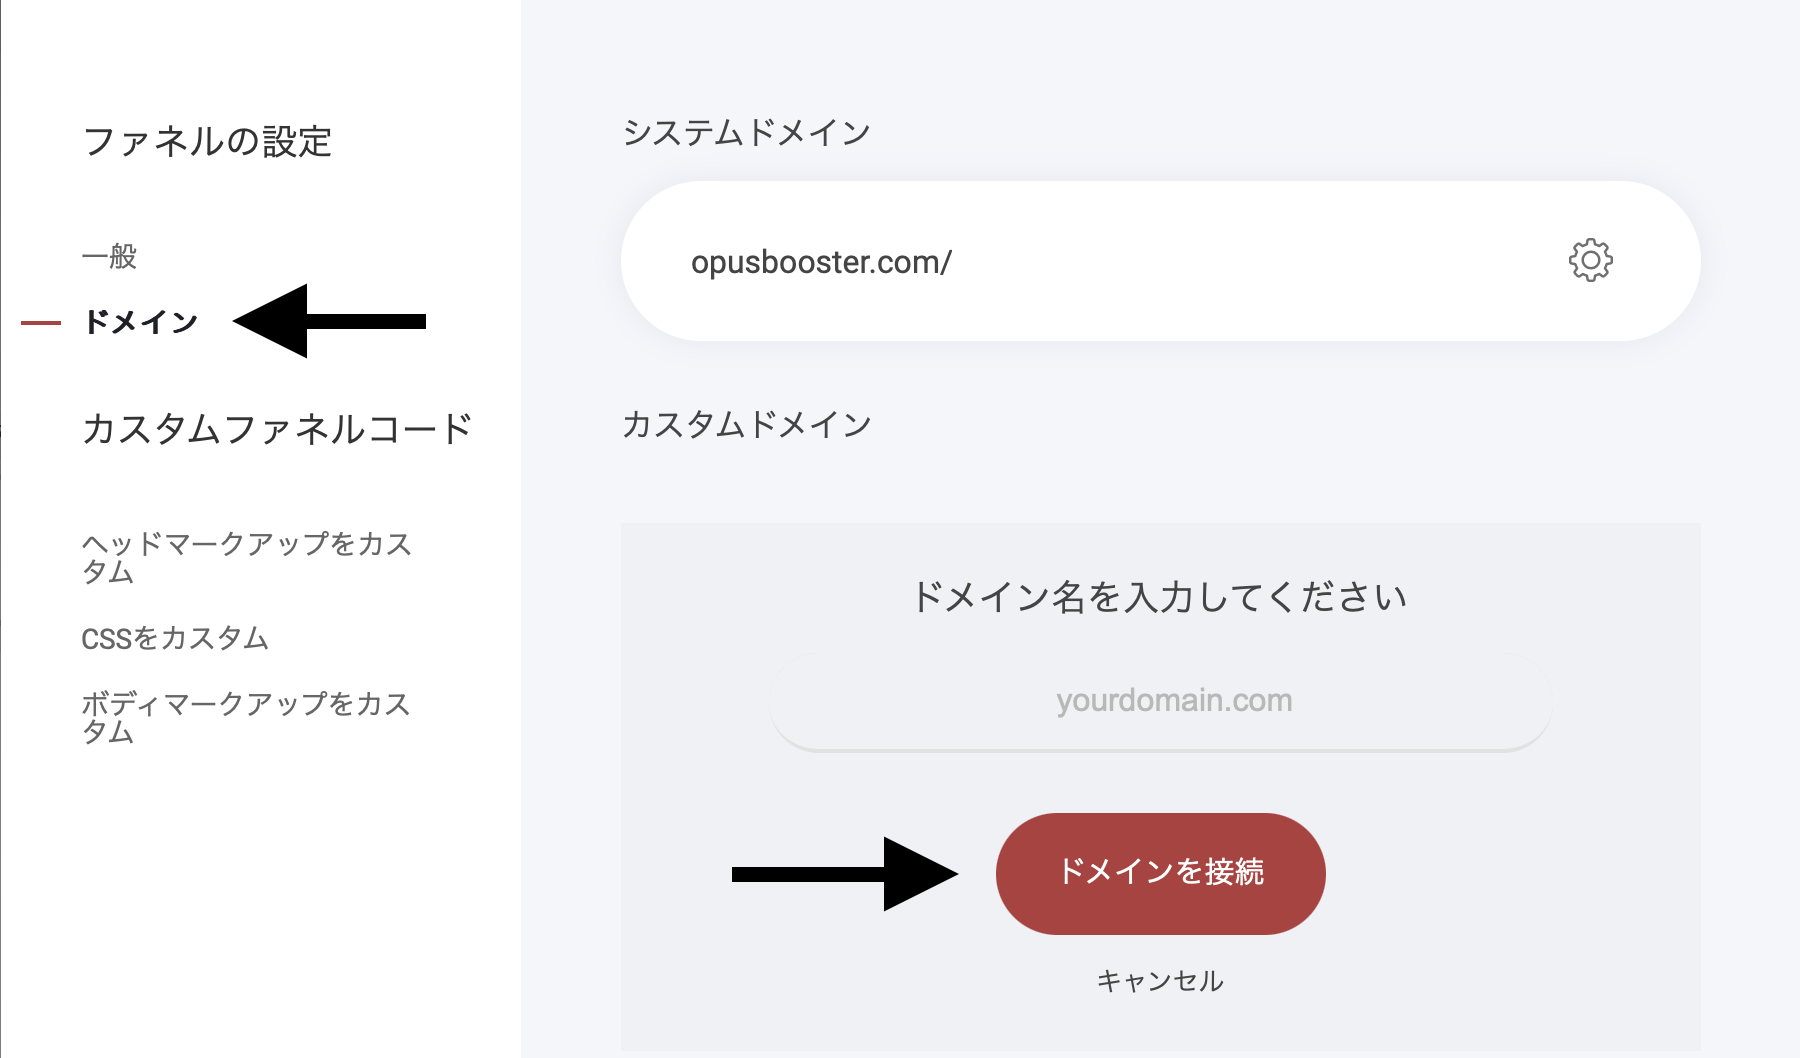 ファネルの設定
一般
ドメイン
カスタムファネルコード
ヘッドマークアップをカス
タム
CSSをカスタム
ボディマークアップをカス
タム
システムドメイン
opusbooster.com/
カスタムドメイン
ドメイン名を入力してください
yourdomain.com
ドメインを接続
キャンセル